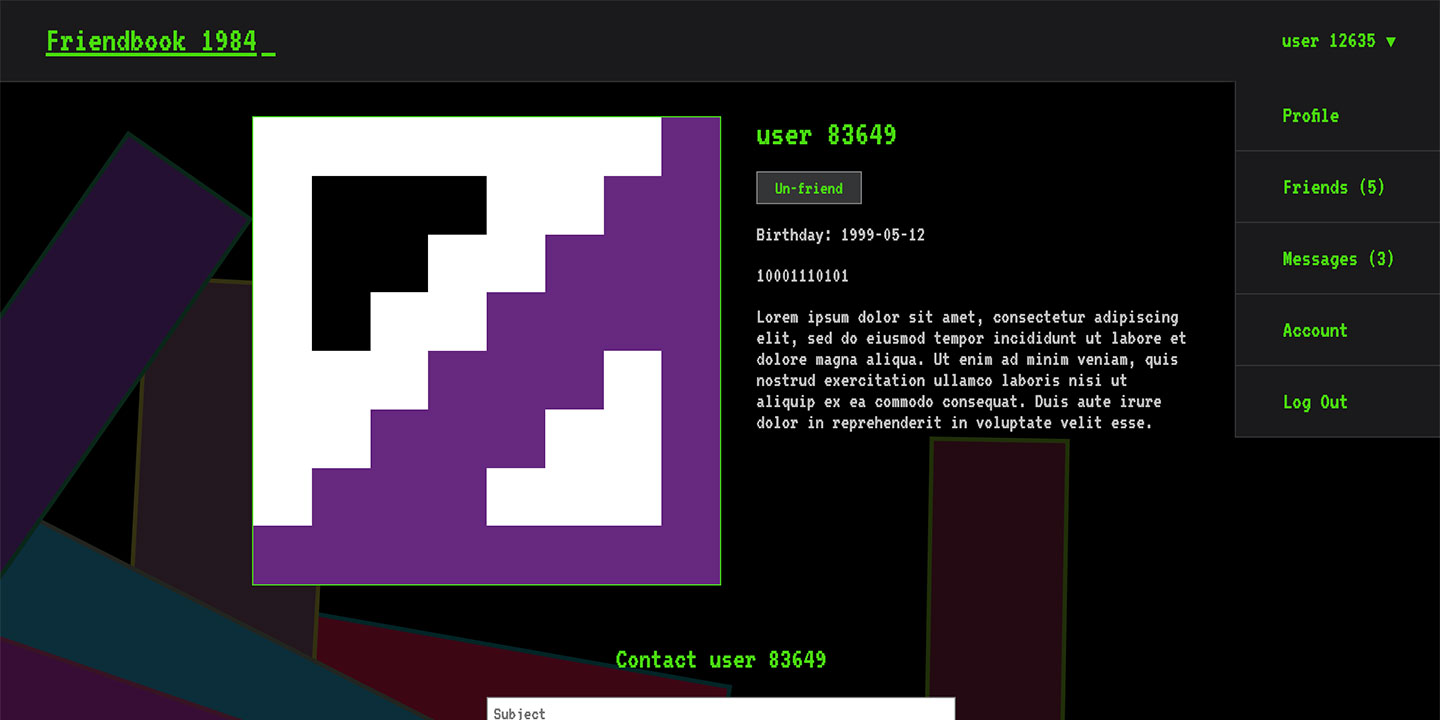 Friendbook 1984_
user 12635 ▼
Profile
Friends (5)
Messages (3)
Account
Log Out
user 83649
Un-friend
Birthday: 1999-05-12
10001110101
Lorem ipsum dolor sit amet, consectetur adipiscing
elit, sed do eiusmod tempor incididunt ut labore et
dolore magna aliqua. Ut enim ad minim veniam, quis
nostrud exercitation ullamco laboris nisi ut
aliquip ex ea commodo consequat. Duis aute irure
dolor in reprehenderit in voluptate velit esse.
Contact user 83649
Subject